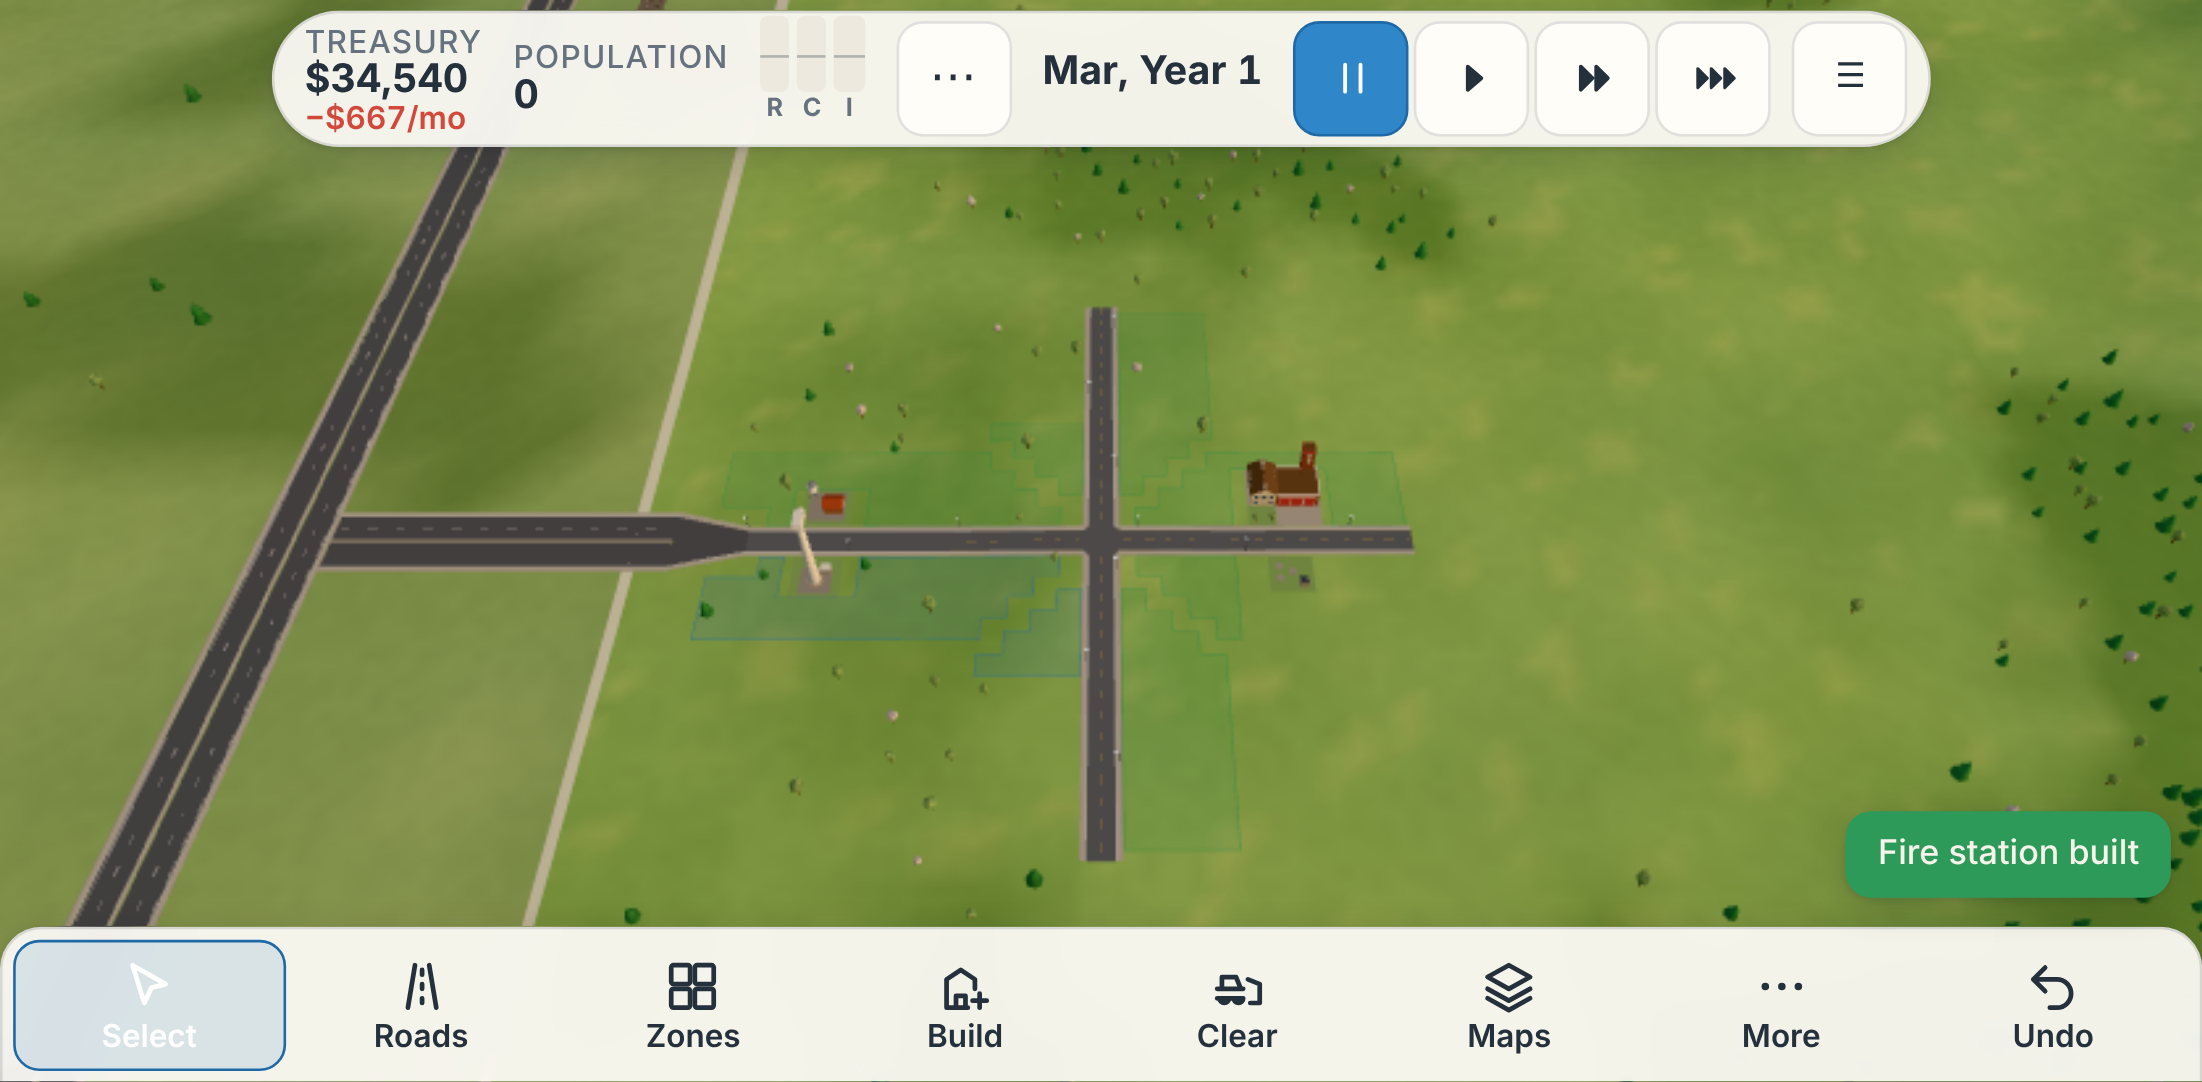 TREASURY
$34,540
−$667/mo
POPULATION
0
R C I
Mar, Year 1
Fire station built
Select
Roads
Zones
Build
Clear
Maps
More
Undo